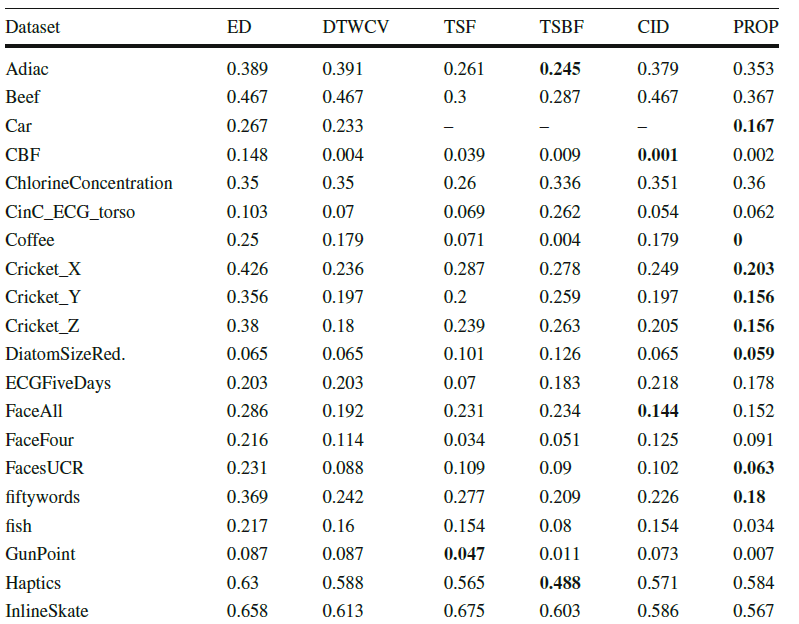 Dataset ED DTWCV TSF TSBF CID PROP
Adiac 0.389 0.391 0.261 0.245 0.379 0.353
Beef 0.467 0.467 0.3 0.287 0.467 0.367
Car 0.267 0.233 – – – 0.167
CBF 0.148 0.004 0.039 0.009 0.001 0.002
ChlorineConcentration 0.35 0.35 0.26 0.336 0.351 0.36
CinC_ECG_torso 0.103 0.07 0.069 0.262 0.054 0.062
Coffee 0.25 0.179 0.071 0.004 0.179 0
Cricket_X 0.426 0.236 0.287 0.278 0.249 0.203
Cricket_Y 0.356 0.197 0.2 0.259 0.197 0.156
Cricket_Z 0.38 0.18 0.239 0.263 0.205 0.156
DiatomSizeRed. 0.065 0.065 0.101 0.126 0.065 0.059
ECGFiveDays 0.203 0.203 0.07 0.183 0.218 0.178
FaceAll 0.286 0.192 0.231 0.234 0.144 0.152
FaceFour 0.216 0.114 0.034 0.051 0.125 0.091
FacesUCR 0.231 0.088 0.109 0.09 0.102 0.063
fiftywords 0.369 0.242 0.277 0.209 0.226 0.18
fish 0.217 0.16 0.154 0.08 0.154 0.034
GunPoint 0.087 0.087 0.047 0.011 0.073 0.007
Haptics 0.63 0.588 0.565 0.488 0.571 0.584
InlineSkate 0.658 0.613 0.675 0.603 0.586 0.567